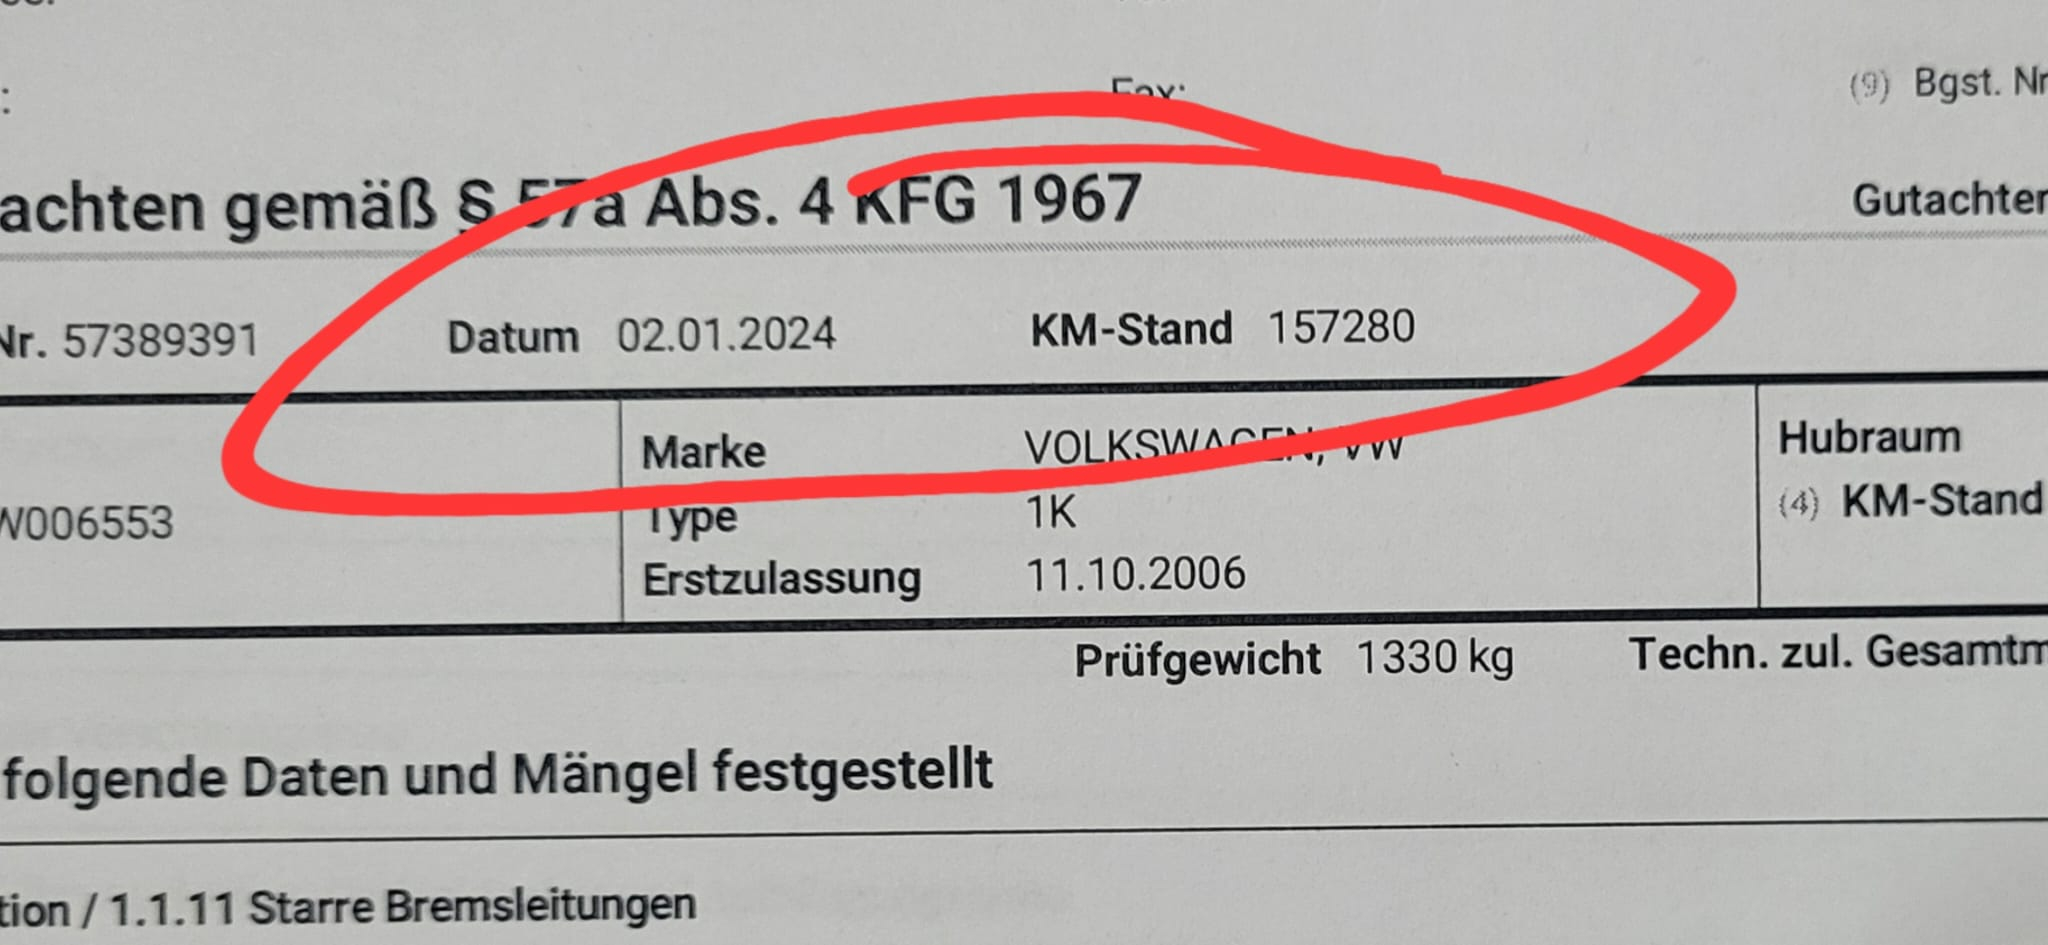 Fax:
(9) Bgst. Nr
achten gemäß § 57a Abs. 4 KFG 1967 Gutachten
Nr. 57389391 Datum 02.01.2024 KM-Stand 157280
Marke VOLKSWAGEN, VW Hubraum
W006553 Type 1K (4) KM-Stand
Erstzulassung 11.10.2006
Prüfgewicht 1330 kg Techn. zul. Gesamtm
folgende Daten und Mängel festgestellt
tion / 1.1.11 Starre Bremsleitungen